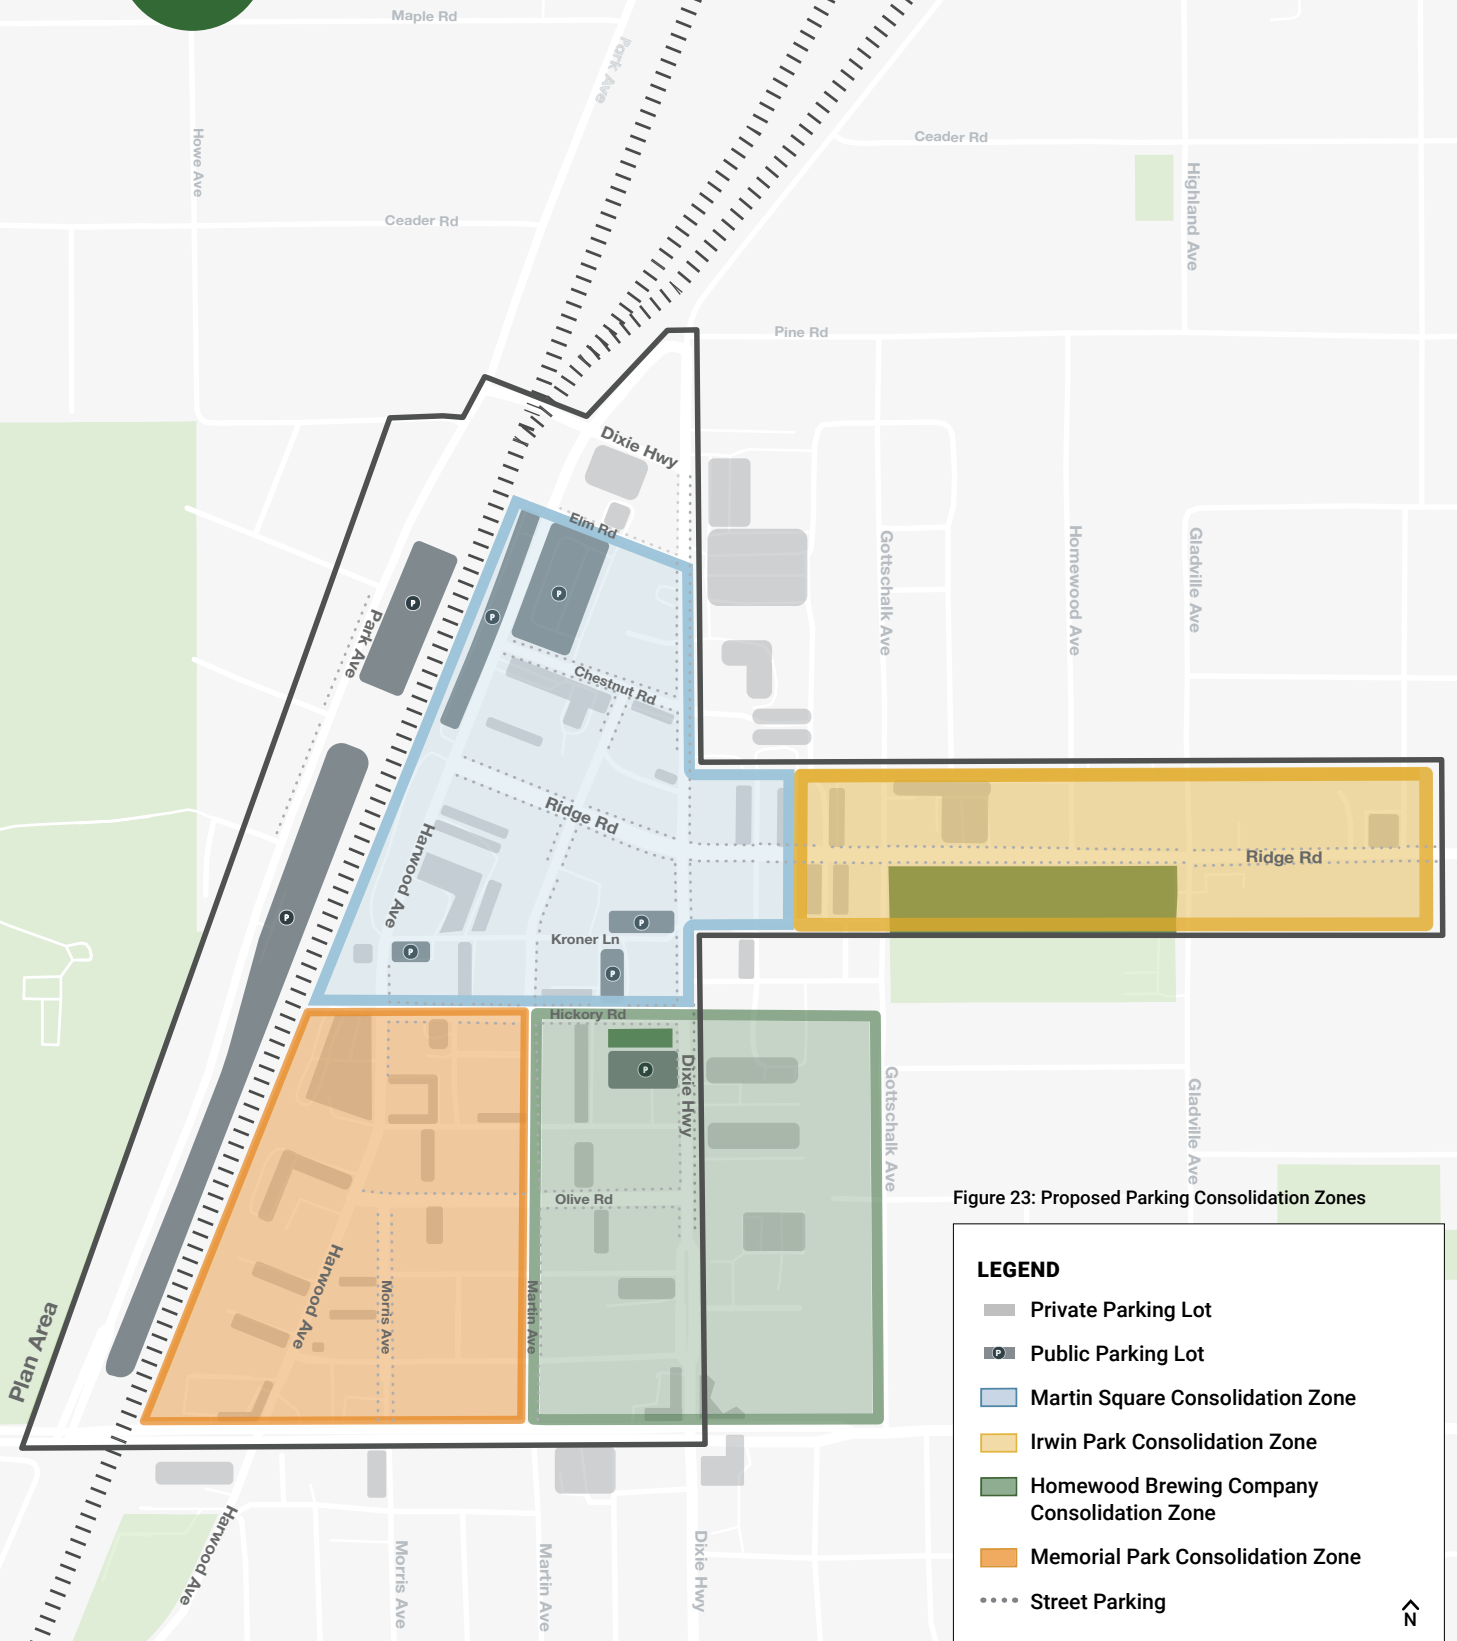 Maple Rd
Park Ave
Howe Ave
Ceader Rd
Highland Ave
Ceader Rd
Pine Rd
Dixie Hwy
Elm Rd
P
P
P
Park Ave
Gottschalk Ave
Homewood Ave
Gladville Ave
Chestnut Rd
Ridge Rd
Harwood Ave
Ridge Rd
P
P
Kroner Ln
P
P
Hickory Rd
P
Dixie Hwy
Gottschalk Ave
Gladville Ave
Olive Rd
Harwood Ave
Morris Ave
Martin Ave
Plan Area
Harwood Ave
Morris Ave
Martin Ave
Dixie Hwy
Figure 23: Proposed Parking Consolidation Zones
LEGEND
Private Parking Lot
P
Public Parking Lot
Martin Square Consolidation Zone
Irwin Park Consolidation Zone
Homewood Brewing Company
Consolidation Zone
Memorial Park Consolidation Zone
Street Parking
N